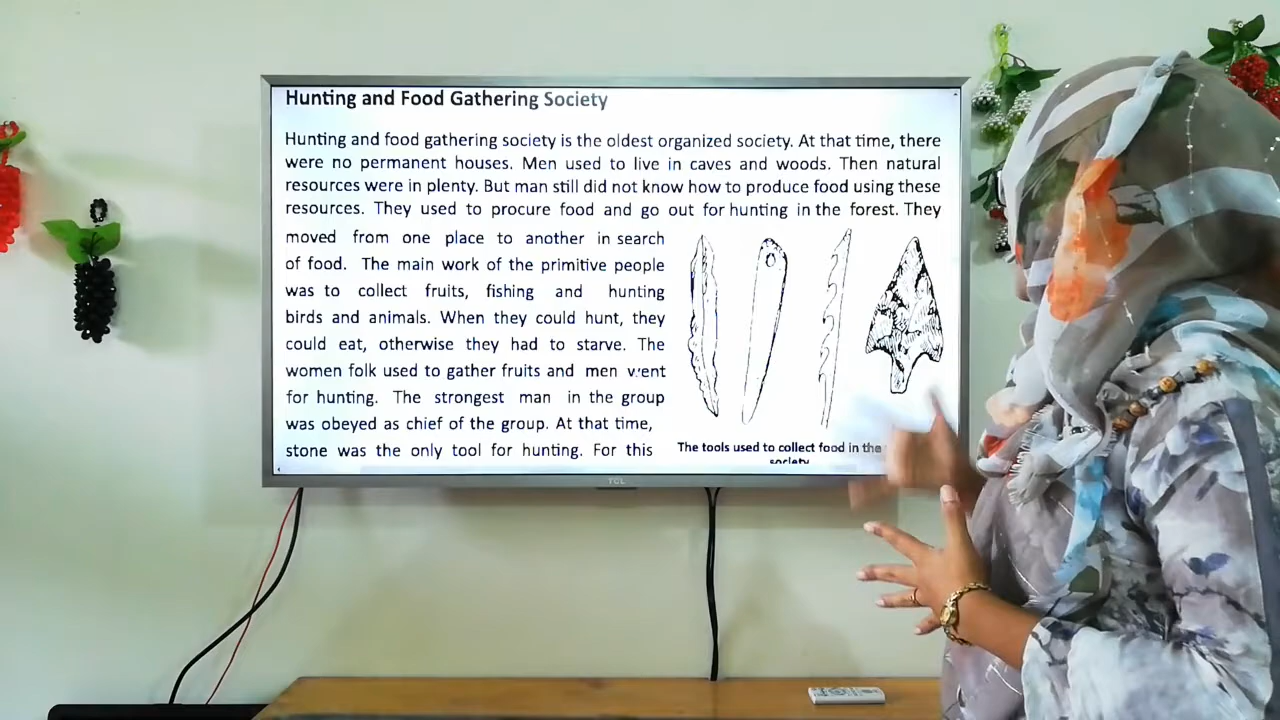 Hunting and Food Gathering Society
Hunting and food gathering society is the oldest organized society. At that time, there
were no permanent houses. Men used to live in caves and woods. Then natural
resources were in plenty. But man still did not know how to produce food using these
resources. They used to procure food and go out for hunting in the forest. They
moved from one place to another in search
of food. The main work of the primitive people
was to collect fruits, fishing and hunting
birds and animals. When they could hunt, they
could eat, otherwise they had to starve. The
women folk used to gather fruits and men went
for hunting. The strongest man in the group
was obeyed as chief of the group. At that time,
stone was the only tool for hunting. For this
The tools used to collect food in the
society
TCL